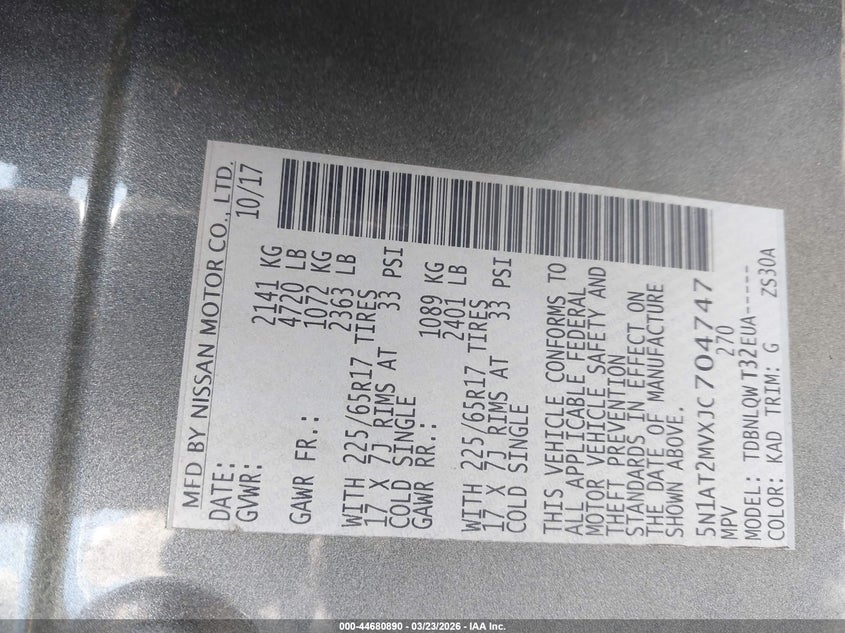 MFD BY NISSAN MOTOR CO., LTD.
DATE: 10/17
GVWR: 2141 KG
4720 LB
GAWR FR.: 1072 KG
2363 LB
WITH 225/65R17 TIRES
17 X 7J RIMS AT 33 PSI
COLD SINGLE
GAWR RR.: 1089 KG
2401 LB
WITH 225/65R17 TIRES
17 X 7J RIMS AT 33 PSI
COLD SINGLE
THIS VEHICLE CONFORMS TO
ALL APPLICABLE FEDERAL
MOTOR VEHICLE SAFETY AND
THEFT PREVENTION
STANDARDS IN EFFECT ON
THE DATE OF MANUFACTURE
SHOWN ABOVE.
5N1AT2MVXJC704747
MPV 270
MODEL: TDBNLQWT32EUA-----
COLOR: KAD TRIM: G ZS30A
000-44680890 - 03/23/2026 - IAA Inc.